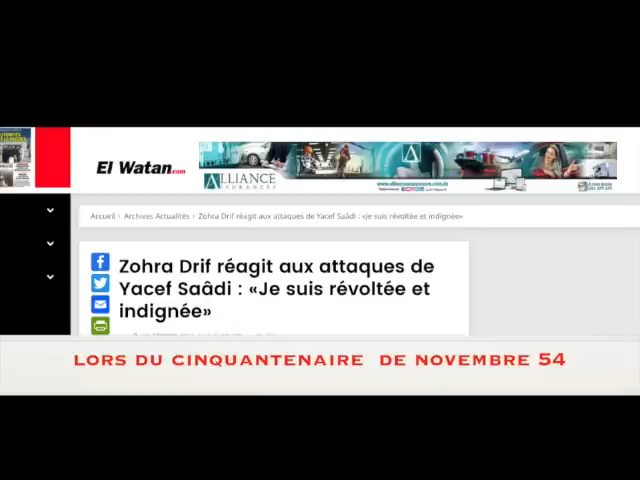 El Watan.com
ALLIANCE
ASSURANCES
Accueil › Archives Actualités › Zohra Drif réagit aux attaques de Yacef Saâdi : «Je suis révoltée et indignée»
Zohra Drif réagit aux attaques de
Yacef Saâdi : «Je suis révoltée et
indignée»
LORS DU CINQUANTENAIRE DE NOVEMBRE 54